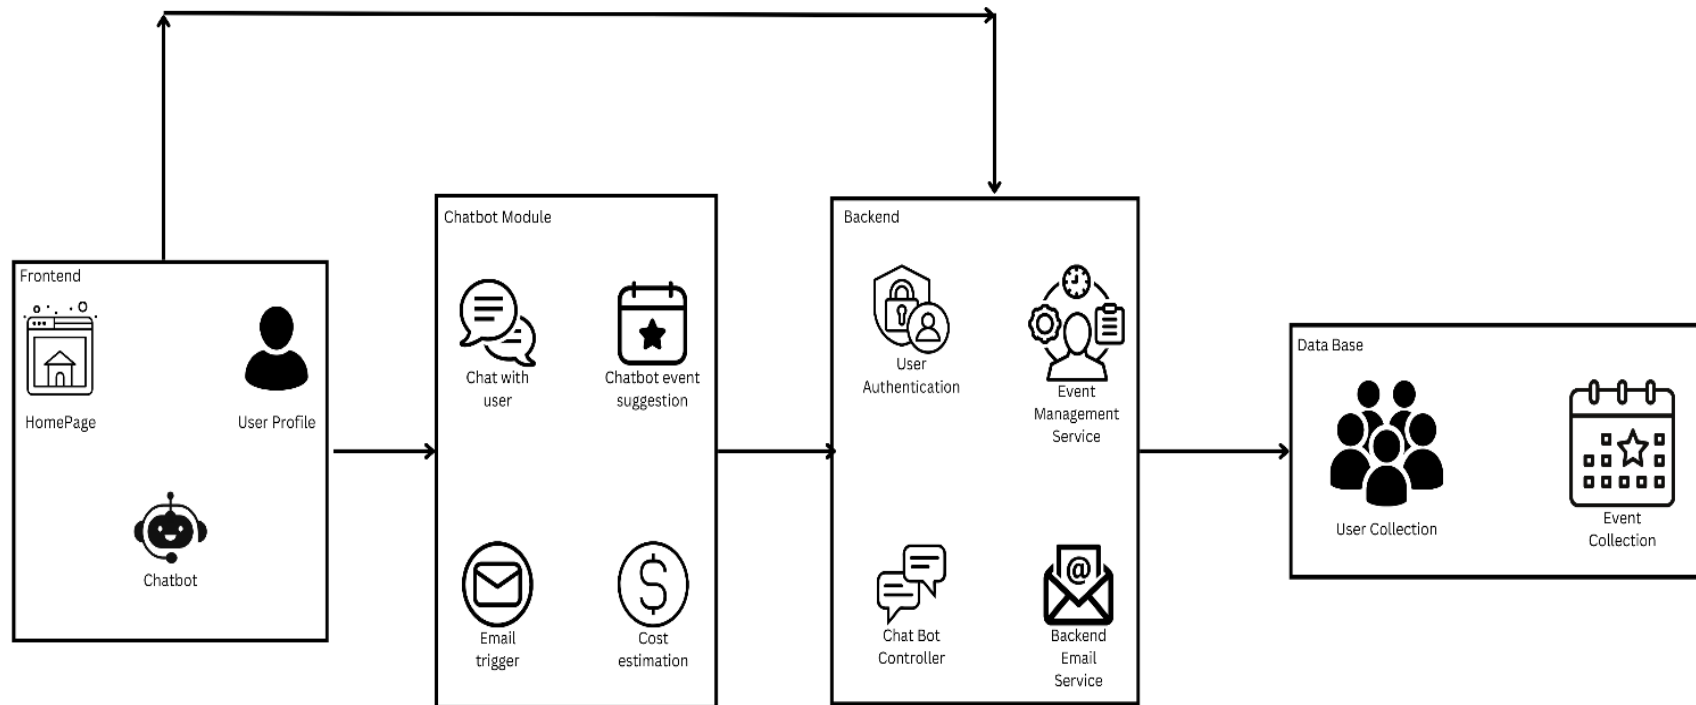 Frontend
HomePage
User Profile
Chatbot
Chatbot Module
Chat with
user
Chatbot event
suggestion
Email
trigger
Cost
estimation
Backend
User
Authentication
Event
Management
Service
Chat Bot
Controller
@
Backend
Email
Service
Data Base
User Collection
Event
Collection